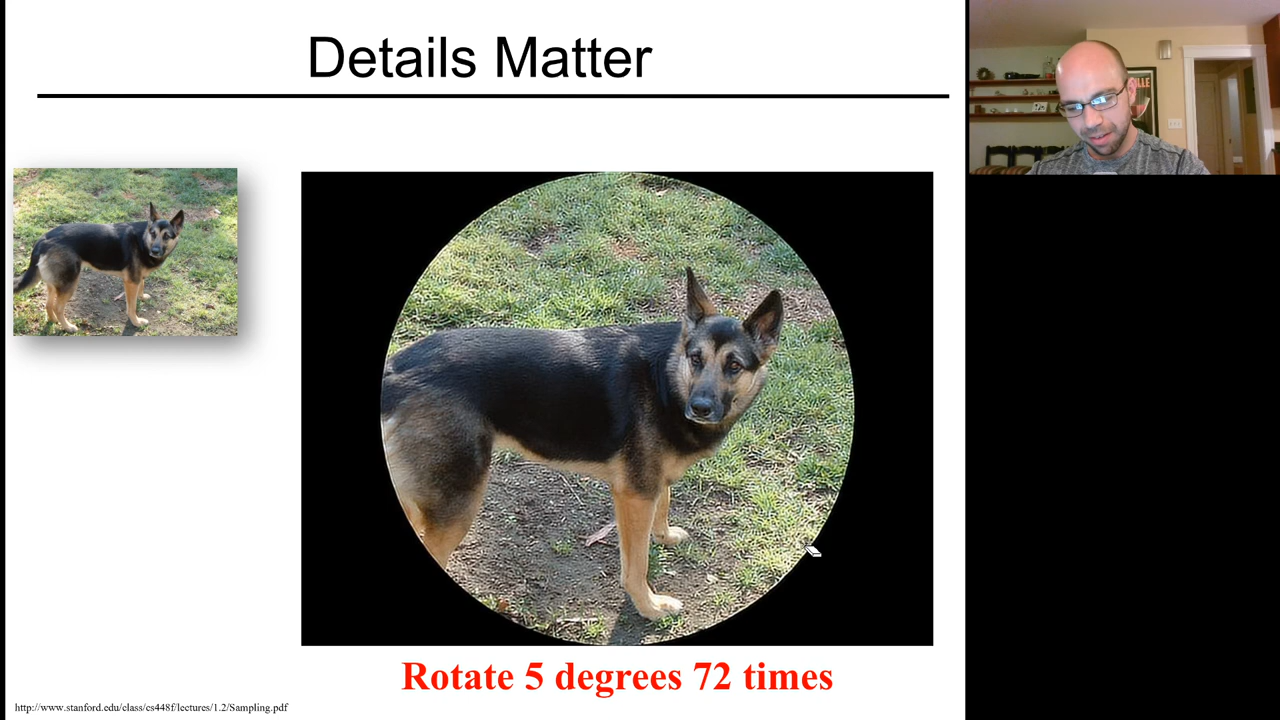 Details Matter
Rotate 5 degrees 72 times
http://www.stanford.edu/class/cs448f/lectures/1.2/Sampling.pdf